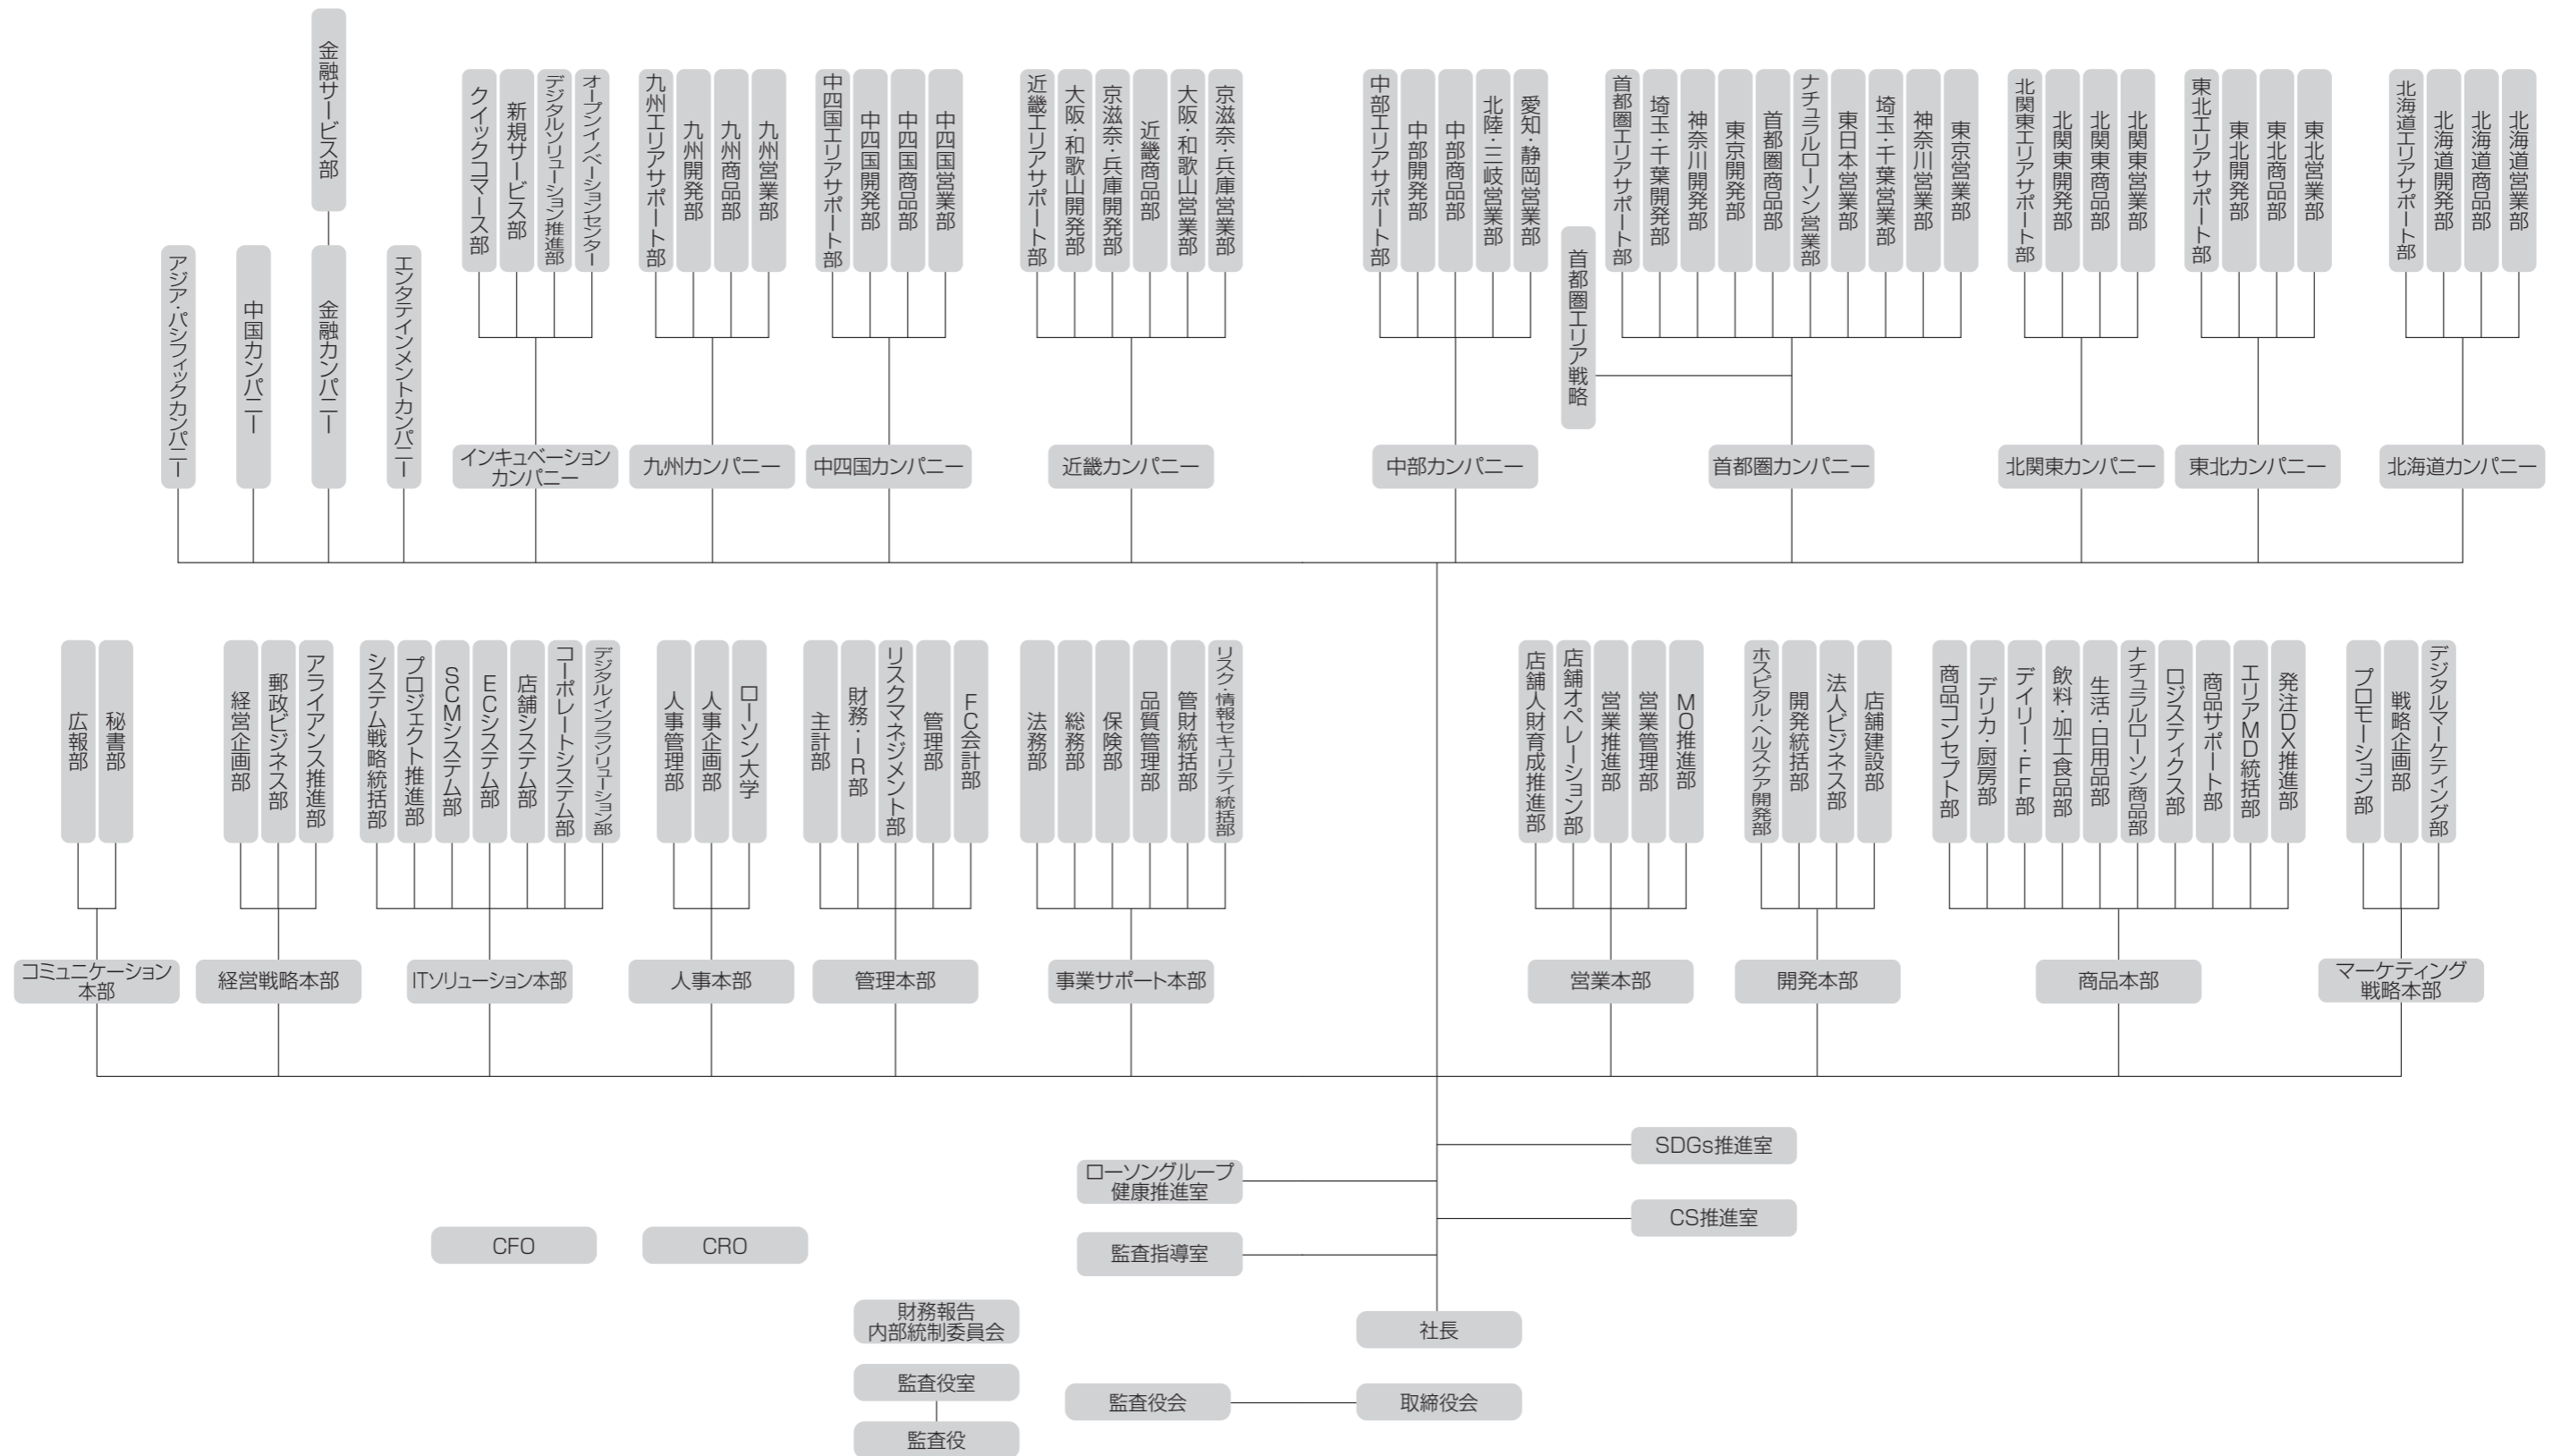 金融サービス部
クイックコマース部
新規サービス部
デジタルソリューション推進部
オープンイノベーションセンター
九州エリアサポート部
九州開発部
九州商品部
九州営業部
中四国エリアサポート部
中四国開発部
中四国商品部
中四国営業部
近畿エリアサポート部
大阪・和歌山開発部
京滋奈・兵庫開発部
近畿商品部
大阪・和歌山営業部
京滋奈・兵庫営業部
中部エリアサポート部
中部開発部
中部商品部
北陸・三岐営業部
愛知・静岡営業部
首都圏エリアサポート部
埼玉・千葉開発部
神奈川開発部
東京開発部
首都圏商品部
ナチュラルローソン営業部
東日本営業部
埼玉・千葉営業部
神奈川営業部
東京営業部
北関東エリアサポート部
北関東開発部
北関東商品部
北関東営業部
東北エリアサポート部
東北開発部
東北商品部
東北営業部
北海道エリアサポート部
北海道開発部
北海道商品部
北海道営業部
アジア・パシフィックカンパニー
中国カンパニー
金融カンパニー
エンタテインメントカンパニー
首都圏エリア戦略
インキュベーション
カンパニー
九州カンパニー
中四国カンパニー
近畿カンパニー
中部カンパニー
首都圏カンパニー
北関東カンパニー
東北カンパニー
北海道カンパニー
広報部
秘書部
経営企画部
郵政ビジネス部
アライアンス推進部
システム戦略統括部
プロジェクト推進部
SCMシステム部
ECシステム部
店舗システム部
コーポレートシステム部
デジタルインフラソリューション部
人事管理部
人事企画部
ローソン大学
主計部
財務・IR部
リスクマネジメント部
管理部
FC会計部
法務部
総務部
保険部
品質管理部
管財統括部
リスク・情報セキュリティ統括部
店舗人財育成推進部
店舗オペレーション部
営業推進部
営業管理部
MO推進部
ホスピタル・ヘルスケア開発部
開発統括部
法人ビジネス部
店舗建設部
商品コンセプト部
デリカ・厨房部
デイリー・FF部
飲料・加工食品部
生活・日用品部
ナチュラルローソン商品部
ロジスティクス部
商品サポート部
エリアMD統括部
発注DX推進部
プロモーション部
戦略企画部
デジタルマーケティング部
コミュニケーション
本部
経営戦略本部
ITソリューション本部
人事本部
管理本部
事業サポート本部
営業本部
開発本部
商品本部
マーケティング
戦略本部
SDGs推進室
ローソングループ
健康推進室
CS推進室
CFO
CRO
監査指導室
財務報告
内部統制委員会
社長
監査役室
監査役会
取締役会
監査役